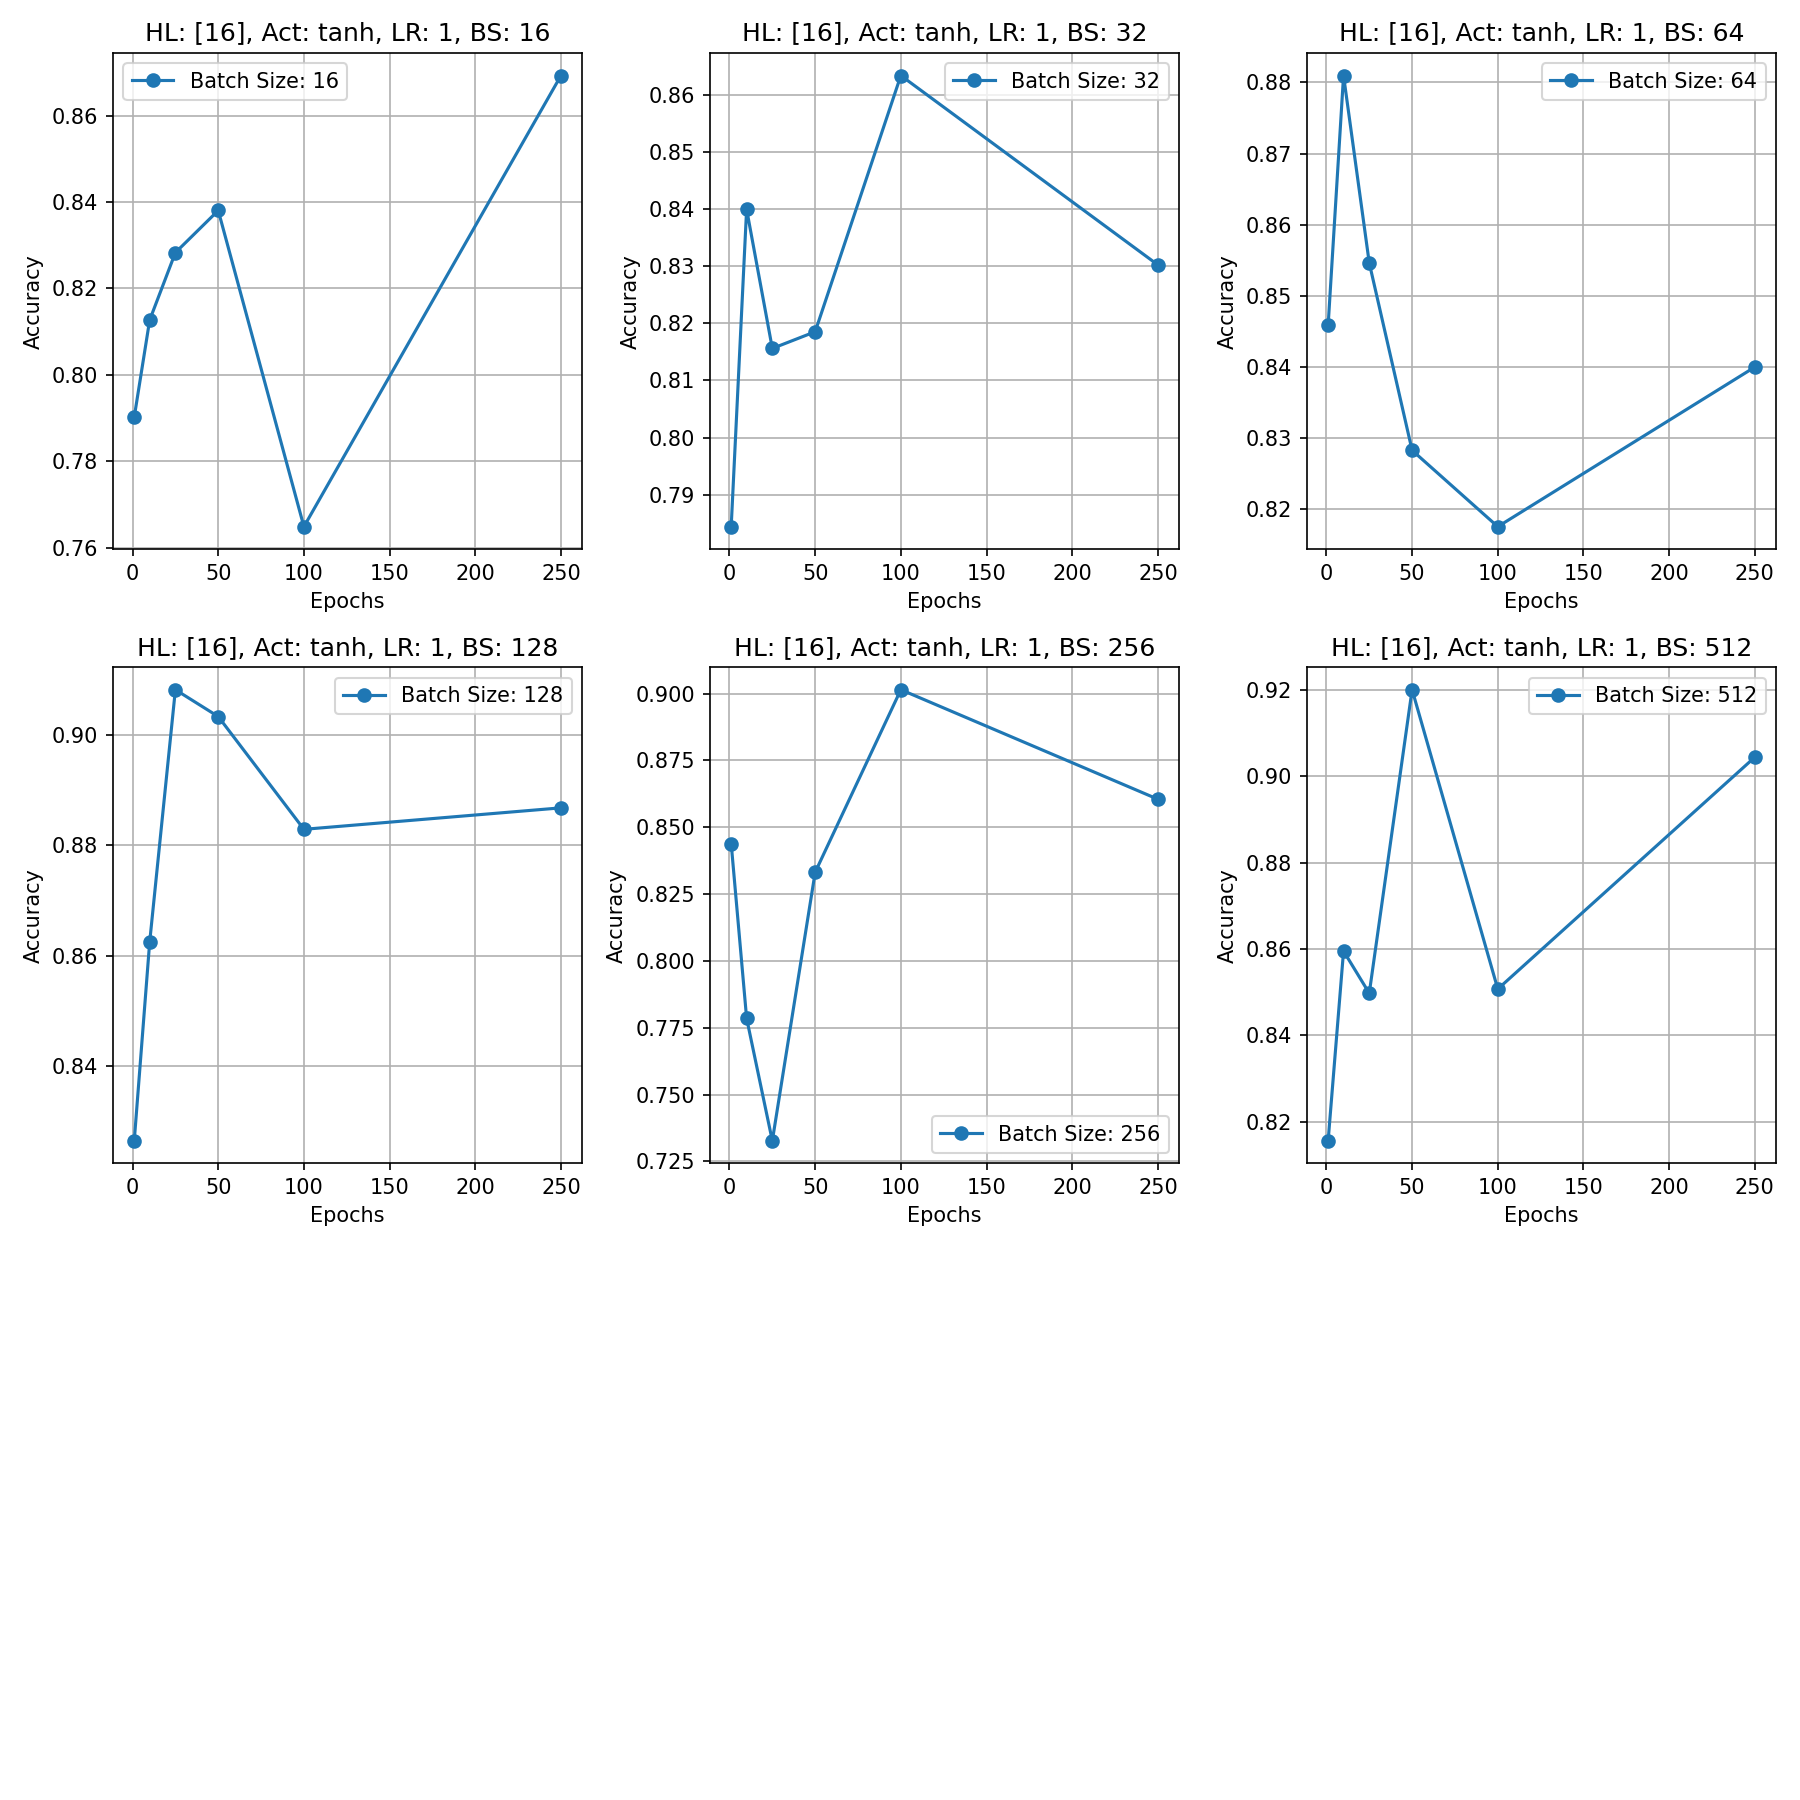 HL: [16], Act: tanh, LR: 1, BS: 16
Batch Size: 16
Accuracy
0.86
0.84
0.82
0.80
0.78
0.76
0 50 100 150 200 250
Epochs
HL: [16], Act: tanh, LR: 1, BS: 32
Batch Size: 32
Accuracy
0.86
0.85
0.84
0.83
0.82
0.81
0.80
0.79
0 50 100 150 200 250
Epochs
HL: [16], Act: tanh, LR: 1, BS: 64
Batch Size: 64
Accuracy
0.88
0.87
0.86
0.85
0.84
0.83
0.82
0 50 100 150 200 250
Epochs
HL: [16], Act: tanh, LR: 1, BS: 128
Batch Size: 128
Accuracy
0.90
0.88
0.86
0.84
0 50 100 150 200 250
Epochs
HL: [16], Act: tanh, LR: 1, BS: 256
Accuracy
0.900
0.875
0.850
0.825
0.800
0.775
0.750
0.725
Batch Size: 256
0 50 100 150 200 250
Epochs
HL: [16], Act: tanh, LR: 1, BS: 512
Batch Size: 512
Accuracy
0.92
0.90
0.88
0.86
0.84
0.82
0 50 100 150 200 250
Epochs